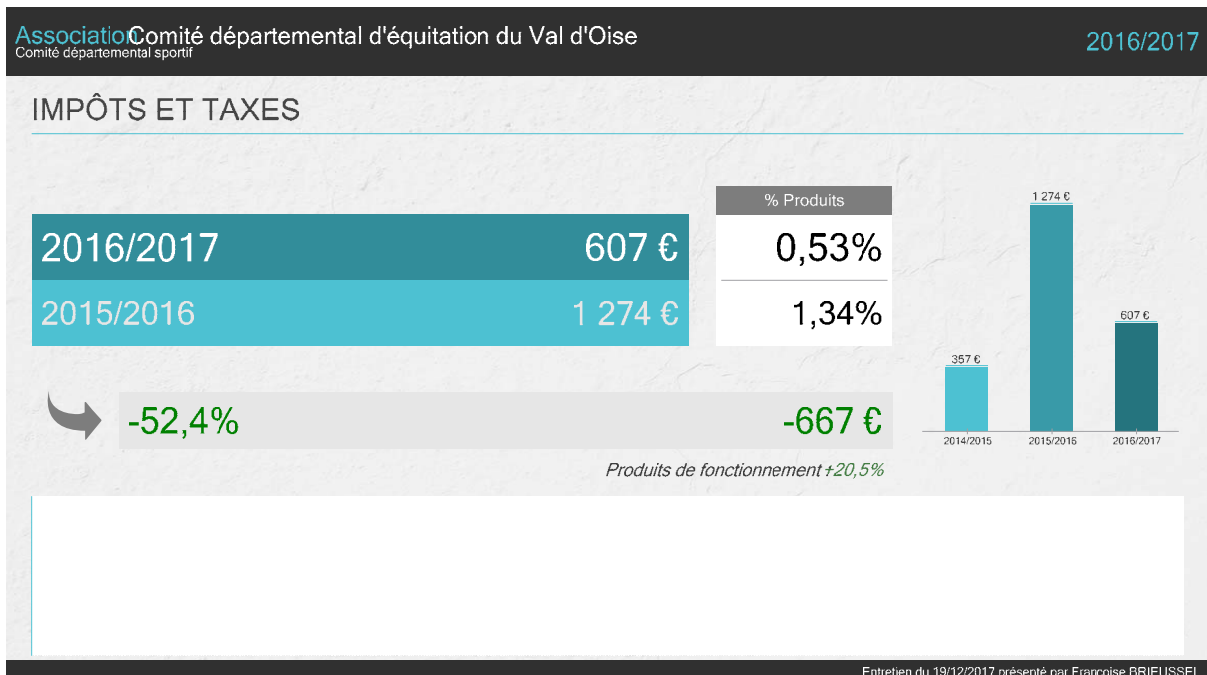 Association Comité départemental d'équitation du Val d'Oise
Comité départemental sportif
2016/2017
IMPÔTS ET TAXES
% Produits
2016/2017 607 € 0,53%
2015/2016 1 274 € 1,34%
-52,4% -667 €
Produits de fonctionnement +20,5%
1 274 €
607 €
357 €
2014/2015 2015/2016 2016/2017
Entretien du 19/12/2017 présenté par Françoise BRIEUSSEL